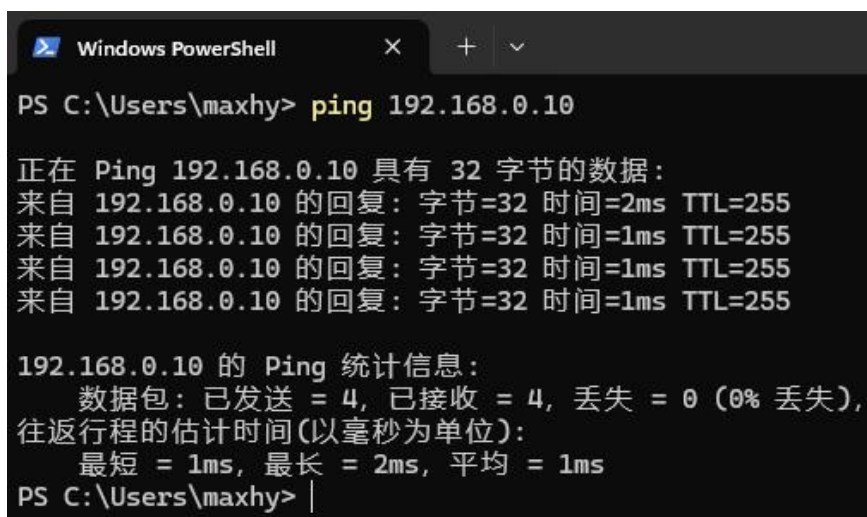 Windows PowerShell
PS C:\Users\maxhy> ping 192.168.0.10
正在 Ping 192.168.0.10 具有 32 字节的数据:
来自 192.168.0.10 的回复: 字节=32 时间=2ms TTL=255
来自 192.168.0.10 的回复: 字节=32 时间=1ms TTL=255
来自 192.168.0.10 的回复: 字节=32 时间=1ms TTL=255
来自 192.168.0.10 的回复: 字节=32 时间=1ms TTL=255
192.168.0.10 的 Ping 统计信息:
数据包: 已发送 = 4, 已接收 = 4, 丢失 = 0 (0% 丢失),
往返行程的估计时间(以毫秒为单位):
最短 = 1ms, 最长 = 2ms, 平均 = 1ms
PS C:\Users\maxhy>